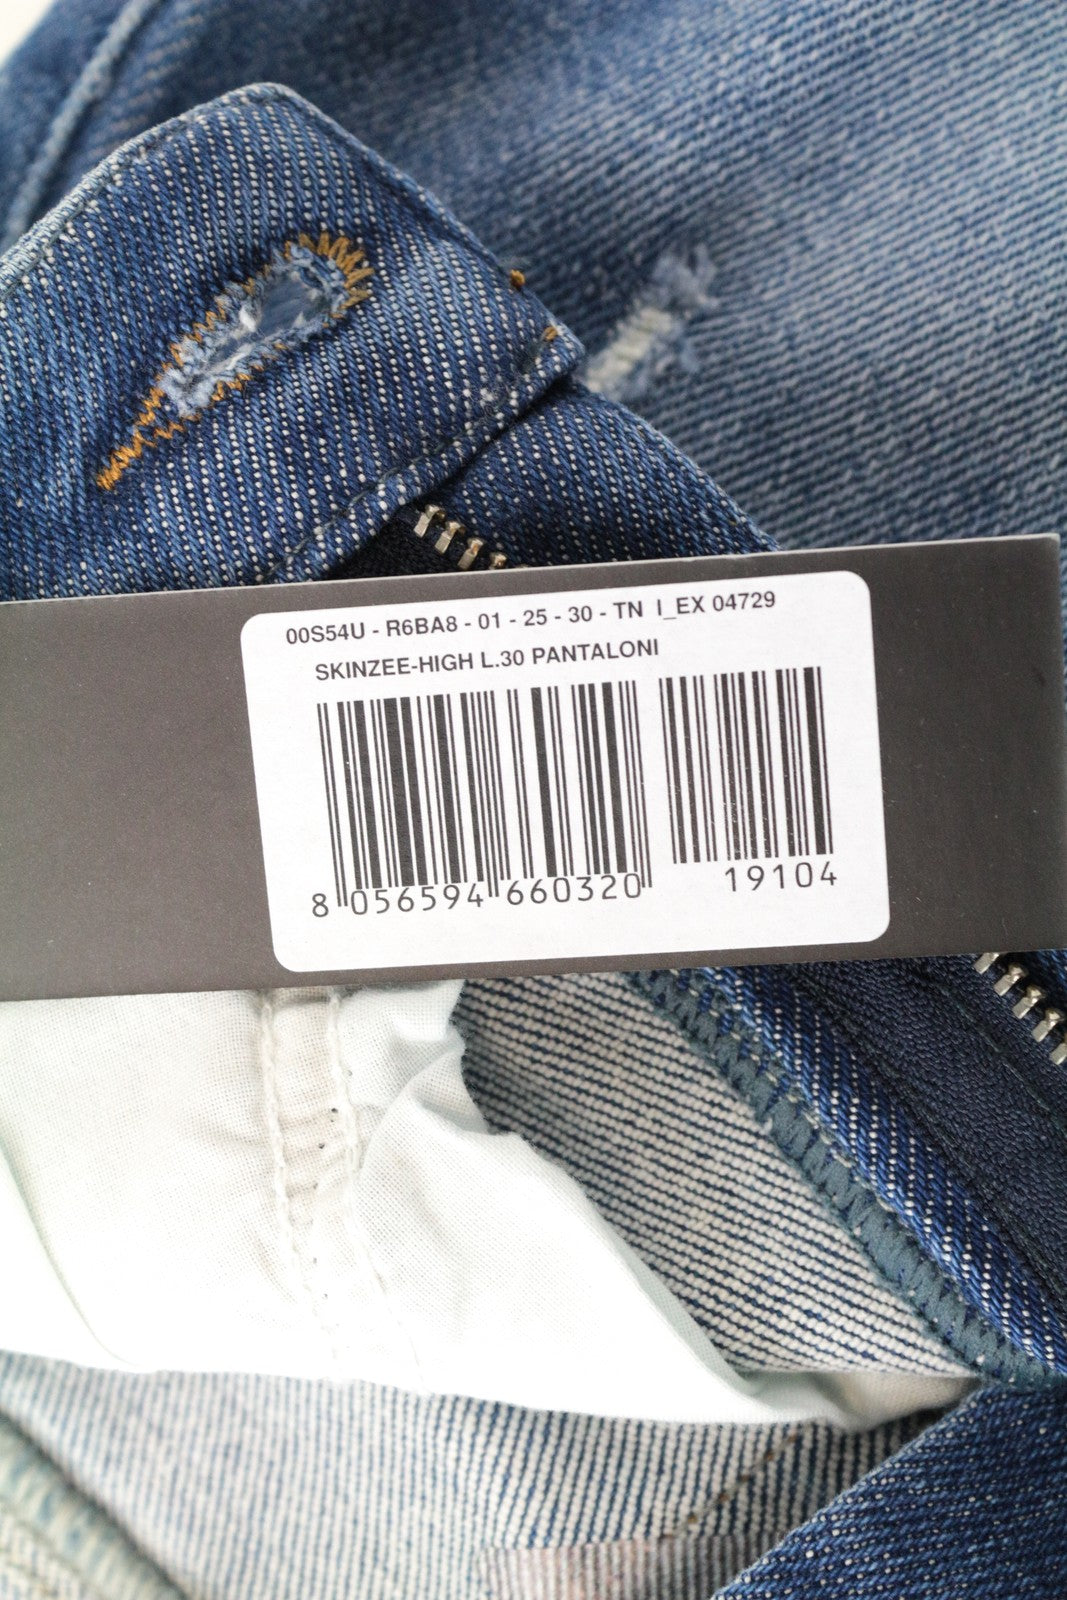 00S54U - R6BA8 - 01 - 25 - 30 - TN I_EX 04729
SKINZEE-HIGH L.30 PANTALONI
8 056594 660320 19104